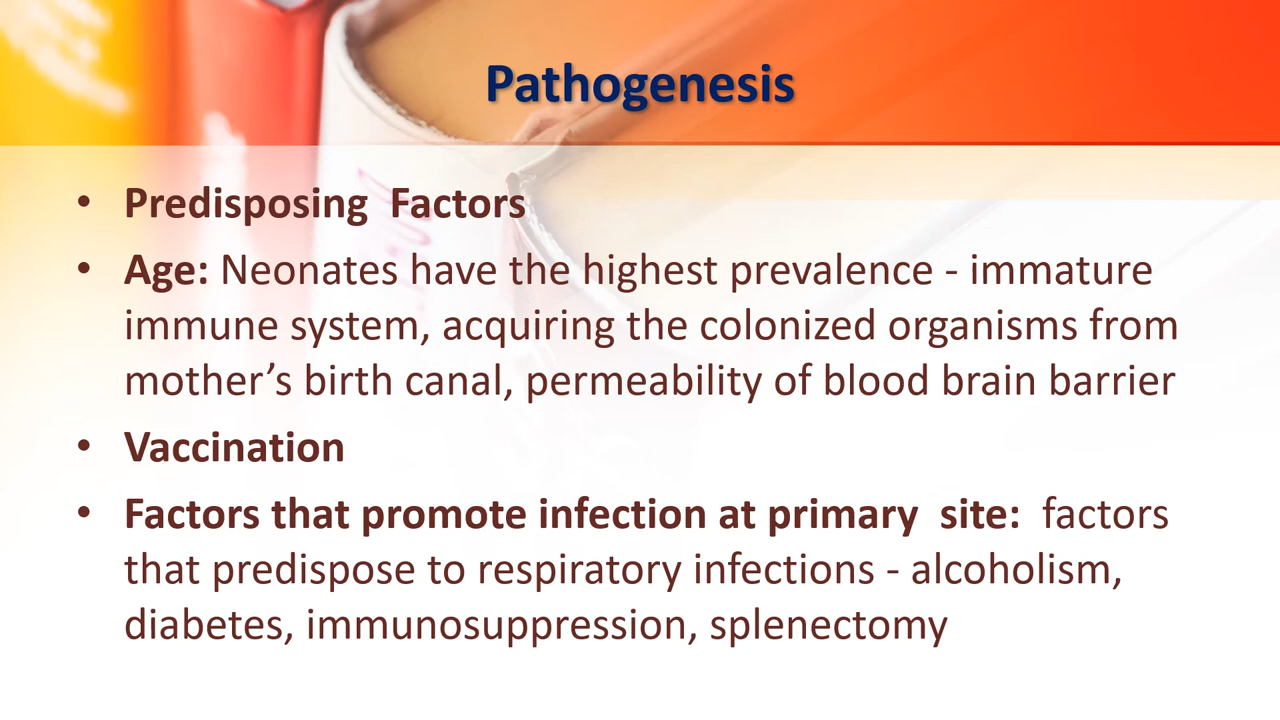 Pathogenesis
• Predisposing  Factors
• Age: Neonates have the highest prevalence - immature
immune system, acquiring the colonized organisms from
mother’s birth canal, permeability of blood brain barrier
• Vaccination
• Factors that promote infection at primary  site:  factors
that predispose to respiratory infections - alcoholism,
diabetes, immunosuppression, splenectomy